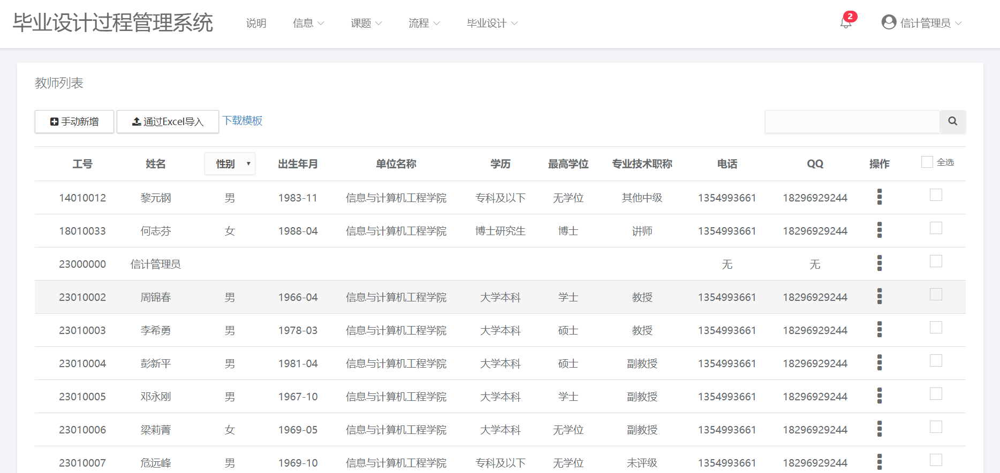 毕业设计过程管理系统 说明 信息 课题 流程 毕业设计 2 信计管理员
教师列表
手动新增 通过Excel导入 下载模板
工号 姓名 性别 出生年月 单位名称 学历 最高学位 专业技术职称 电话 QQ 操作 全选
14010012 黎元钢 男 1983-11 信息与计算机工程学院 专科及以下 无学位 其他中级 1354993661 18296929244
18010033 何志芬 女 1988-04 信息与计算机工程学院 博士研究生 博士 讲师 1354993661 18296929244
23000000 信计管理员 无 无
23010002 周锦春 男 1966-04 信息与计算机工程学院 大学本科 学士 教授 1354993661 18296929244
23010003 李希勇 男 1978-03 信息与计算机工程学院 大学本科 硕士 教授 1354993661 18296929244
23010004 彭新平 男 1981-04 信息与计算机工程学院 大学本科 硕士 副教授 1354993661 18296929244
23010005 邓永刚 男 1967-10 信息与计算机工程学院 大学本科 学士 副教授 1354993661 18296929244
23010006 梁莉菁 女 1969-05 信息与计算机工程学院 大学本科 无学位 副教授 1354993661 18296929244
23010007 危远峰 男 1969-10 信息与计算机工程学院 专科及以下 无学位 未评级 1354993661 18296929244